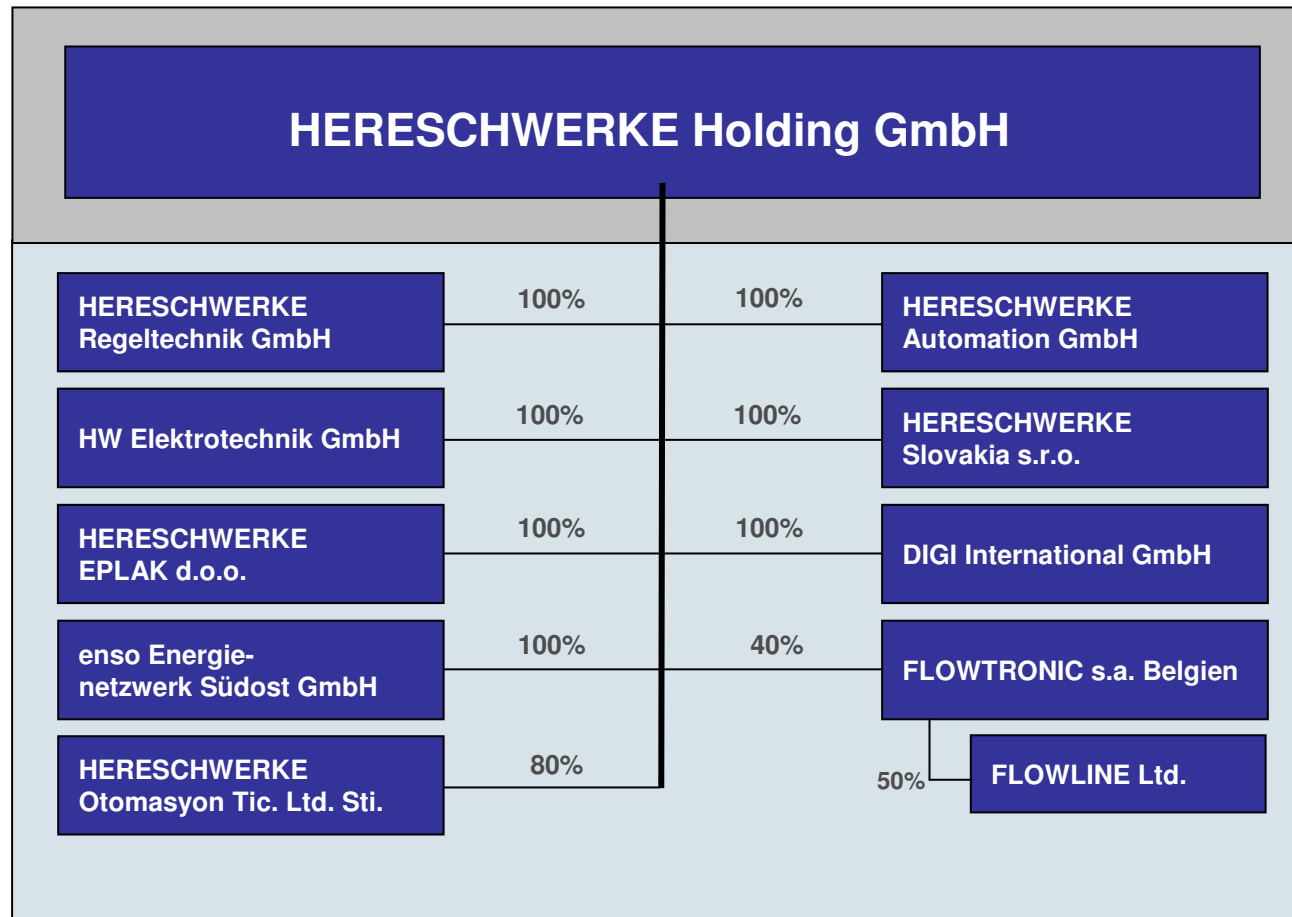 HERESCHWERKE Holding GmbH
HERESCHWERKE
Regeltechnik GmbH
100%
100%
HERESCHWERKE
Automation GmbH
HW Elektrotechnik GmbH
100%
100%
HERESCHWERKE
Slovakia s.r.o.
HERESCHWERKE
EPLAK d.o.o.
100%
100%
DIGI International GmbH
enso Energie-
netzwerk Südost GmbH
100%
40%
FLOWTRONIC s.a. Belgien
HERESCHWERKE
Otomasyon Tic. Ltd. Sti.
80%
50%
FLOWLINE Ltd.